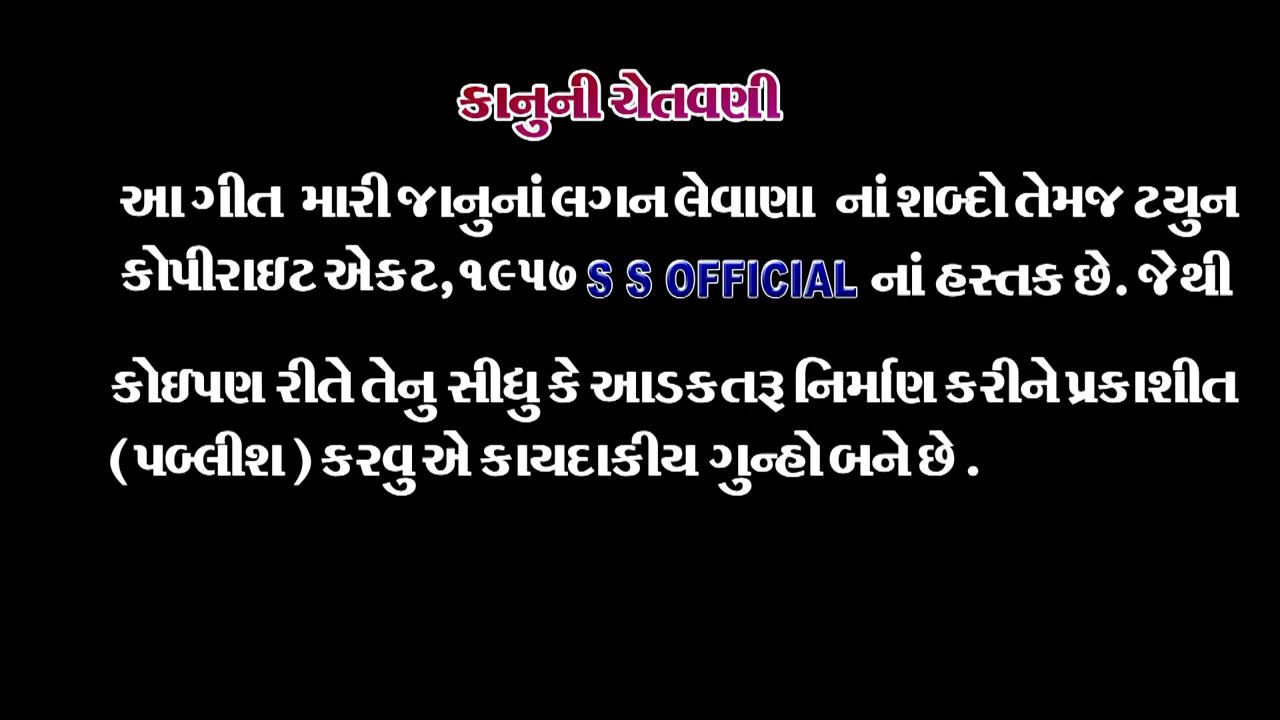 કાનુની ચેતવણી
આ ગીત મારી જાનુનાં લગન લેવાણા નાં શબ્દો તેમજ ટયુન
કોપીરાઇટ એકટ,૧૯૫૭ S S OFFICIAL નાં હસ્તક છે. જેથી
કોઇપણ રીતે તેનુ સીધુ કે આડકતરૂ નિર્માણ કરીને પ્રકાશીત
(પબ્લીશ) કરવુ એ કાયદાકીય ગુન્હો બને છે .